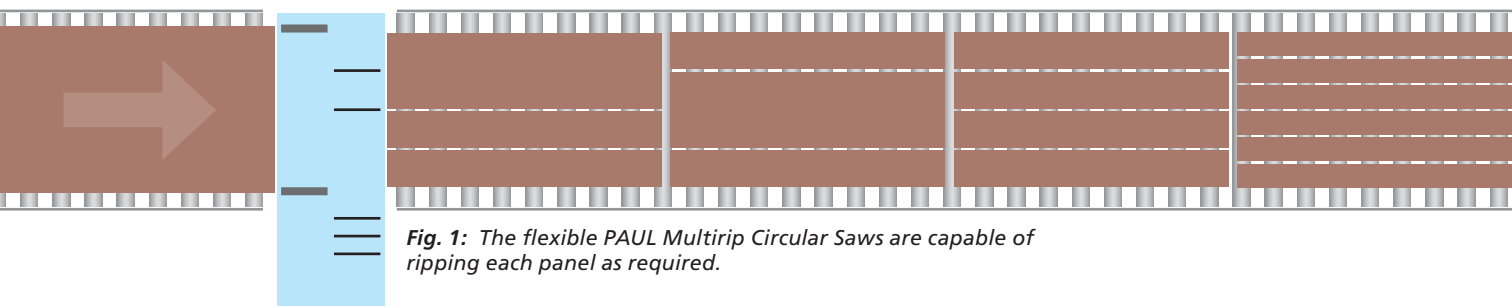 Fig. 1: The flexible PAUL Multirip Circular Saws are capable of
ripping each panel as required.